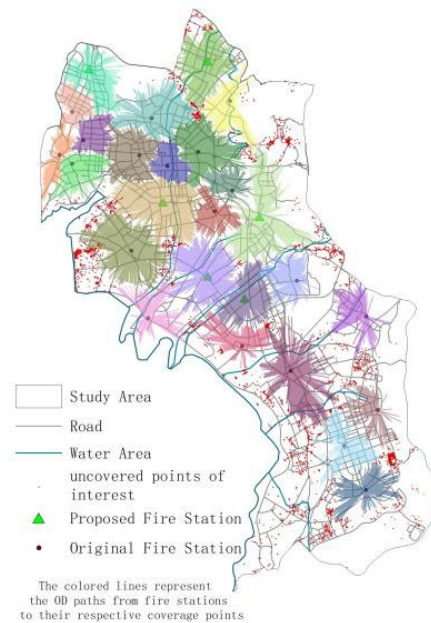 Study Area
Road
Water Area
uncovered points of
interest
Proposed Fire Station
Original Fire Station
The colored lines represent
the OD paths from fire stations
to their respective coverage points